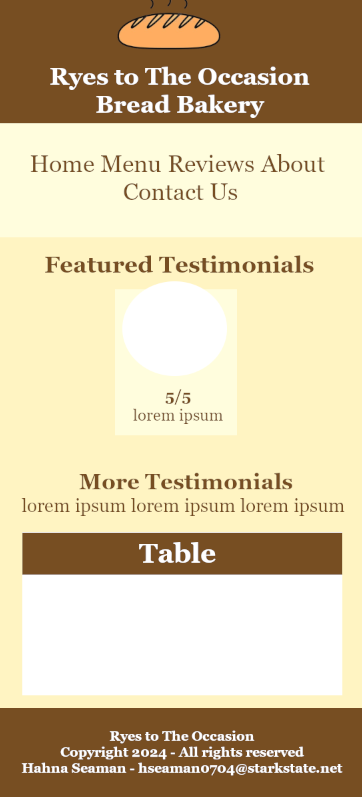 Ryes to The Occasion
Bread Bakery
Home Menu Reviews About
Contact Us
Featured Testimonials
5/5
lorem ipsum
More Testimonials
lorem ipsum lorem ipsum lorem ipsum
Table
Ryes to The Occasion
Copyright 2024 - All rights reserved
Hahna Seaman - hseaman0704@starkstate.net